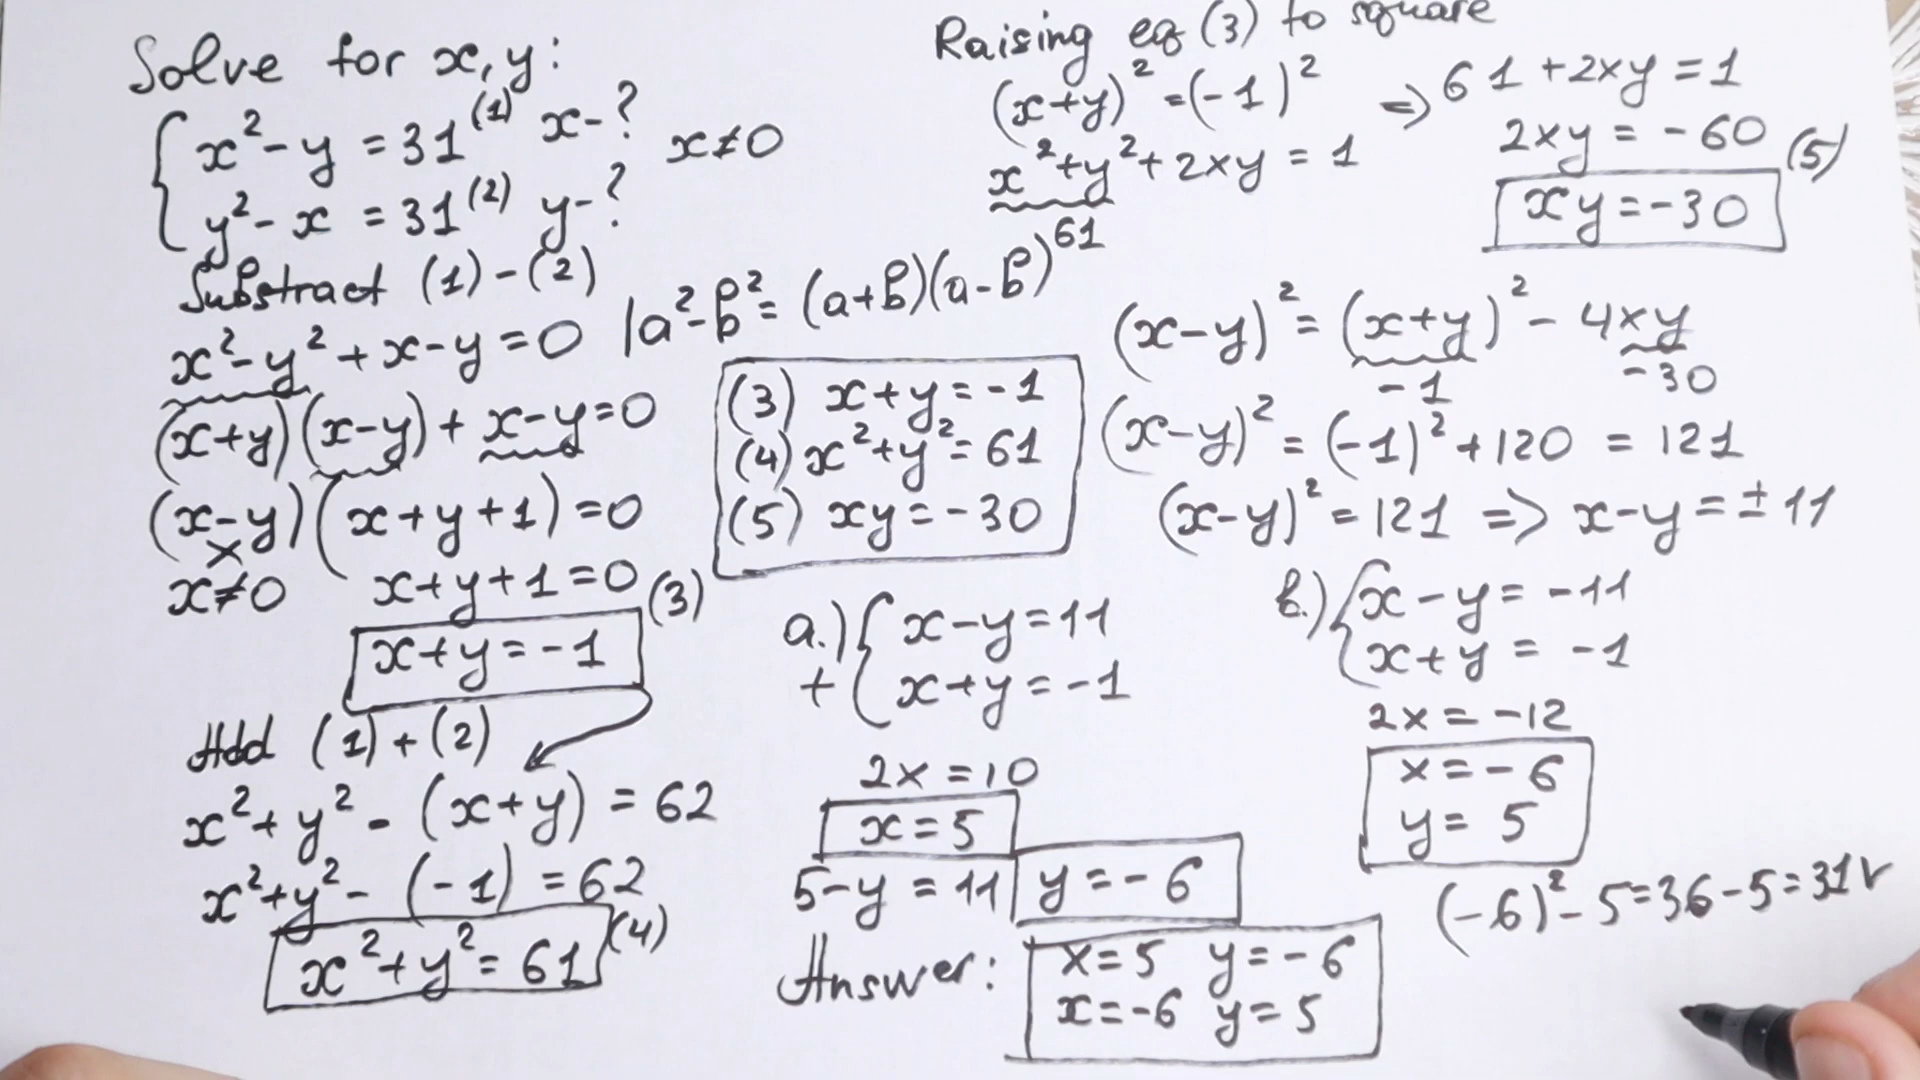 Solve for x,y:
x²-y = 31 (1) x-? x≠0
y²-x = 31 (2) y-?
Substract (1)-(2)
x²-y²+x-y=0 |a²-b²=(a+b)(a-b)
(x+y)(x-y)+x-y=0
(x-y)(x+y+1)=0
x≠0 x+y+1=0 (3)
x+y=-1
Add (1)+(2)
x²+y²-(x+y)=62
x²+y²-(-1)=62
x²+y²=61 (4)
(3) x+y=-1
(4) x²+y²=61
(5) xy=-30
a.) x-y=11
+ x+y=-1
2x=10
x=5
5-y=11 y=-6
Answer: x=5 y=-6
x=-6 y=5
Raising eq (3) to square
(x+y)²=(-1)² => 61+2xy=1
x²+y²+2xy=1
61
2xy=-60 (5)
xy=-30
(x-y)²=(x+y)²-4xy
-1 -30
(x-y)²=(-1)²+120=121
(x-y)²=121 => x-y=±11
b.) x-y=-11
x+y=-1
2x=-12
x=-6
y=5
(-6)²-5=36-5=31✓